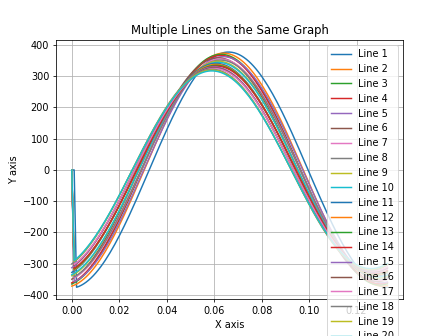 Multiple Lines on the Same Graph
Y axis
400
300
200
100
0
−100
−200
−300
−400
0.00
0.02
0.04
0.06
0.08
0.10
X axis
Line 1
Line 2
Line 3
Line 4
Line 5
Line 6
Line 7
Line 8
Line 9
Line 10
Line 11
Line 12
Line 13
Line 14
Line 15
Line 16
Line 17
Line 18
Line 19
Line 20